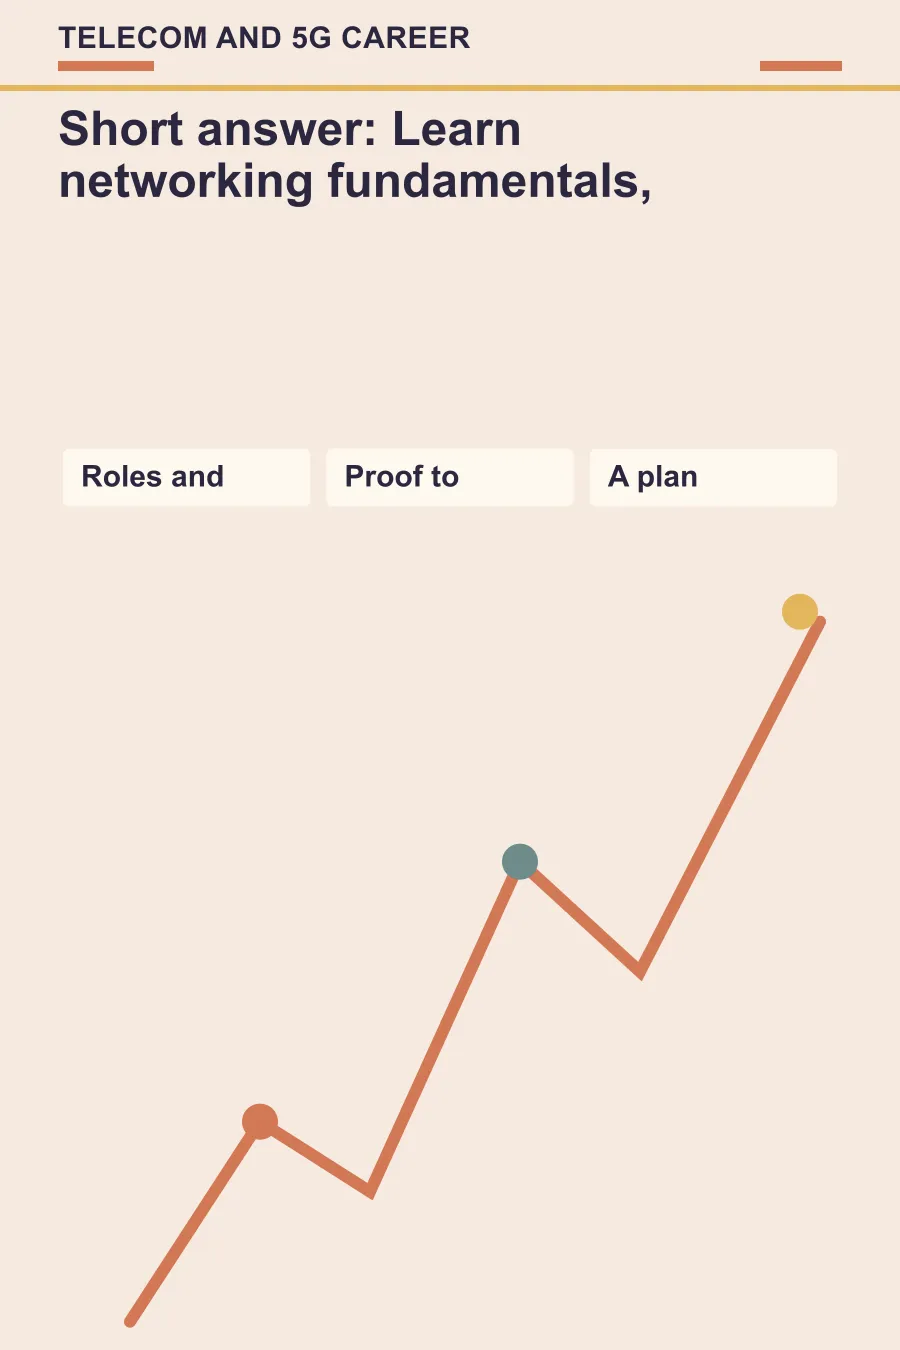 TELECOM AND 5G CAREER
Short answer: Learn
networking fundamentals,
Roles and
Proof to
A plan